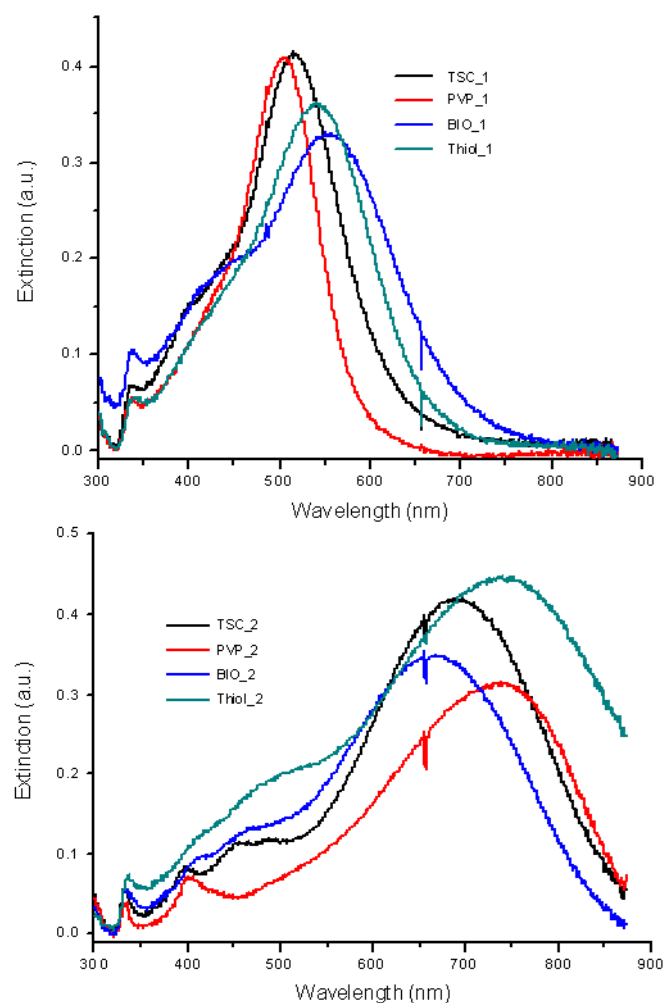 0.4
0.3
0.2
0.1
0.0
Extinction (a.u.)
TSC_1
PVP_1
BIO_1
Thiol_1
300 400 500 600 700 800 900
Wavelength (nm)
0.5
0.4
0.3
0.2
0.1
0.0
Extinction (a.u.)
TSC_2
PVP_2
BIO_2
Thiol_2
300 400 500 600 700 800 900
Wavelength (nm)